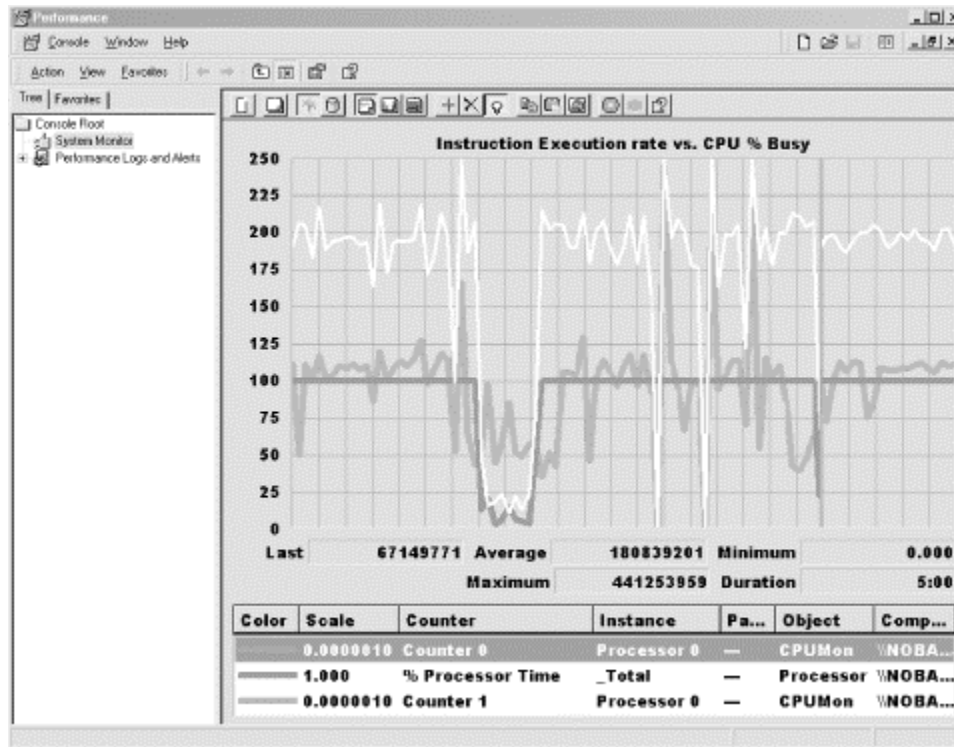 Performance
Console Window Help
Action View Favorites
Tree Favorites
Console Root
System Monitor
Performance Logs and Alerts
Instruction Execution rate vs. CPU % Busy
250
225
200
175
150
125
100
75
50
25
0
Last 67149771 Average 180839201 Minimum 0.000
Maximum 441253959 Duration 5:00
Color Scale Counter Instance Pa... Object Comp...
0.0000010 Counter 0 Processor 0 — CPUMon \\NOBA...
1.000 % Processor Time _Total — Processor \\NOBA...
0.0000010 Counter 1 Processor 0 — CPUMon \\NOBA...